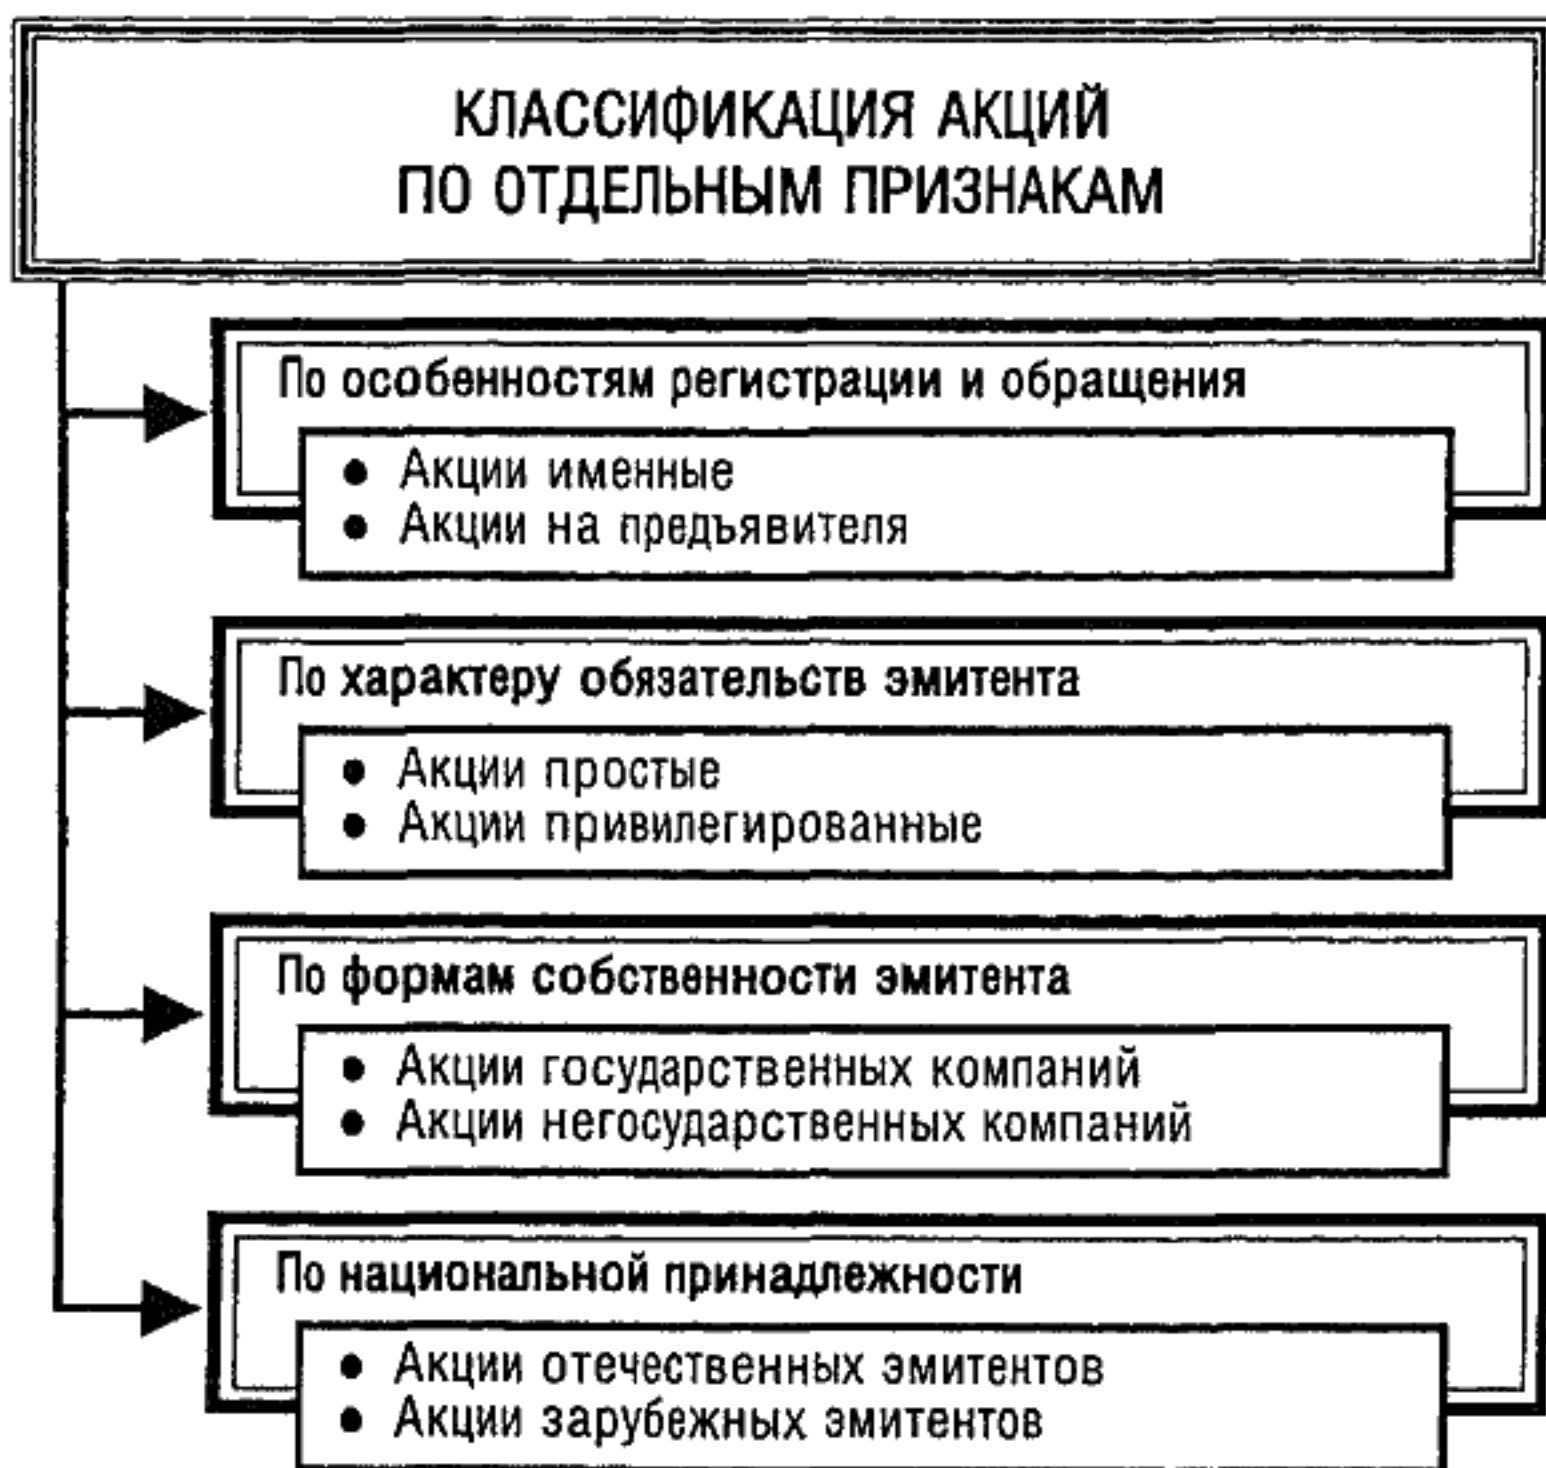 КЛАССИФИКАЦИЯ АКЦИЙ
ПО ОТДЕЛЬНЫМ ПРИЗНАКАМ
По особенностям регистрации и обращения
● Акции именные
● Акции на предъявителя
По характеру обязательств эмитента
● Акции простые
● Акции привилегированные
По формам собственности эмитента
● Акции государственных компаний
● Акции негосударственных компаний
По национальной принадлежности
● Акции отечественных эмитентов
● Акции зарубежных эмитентов